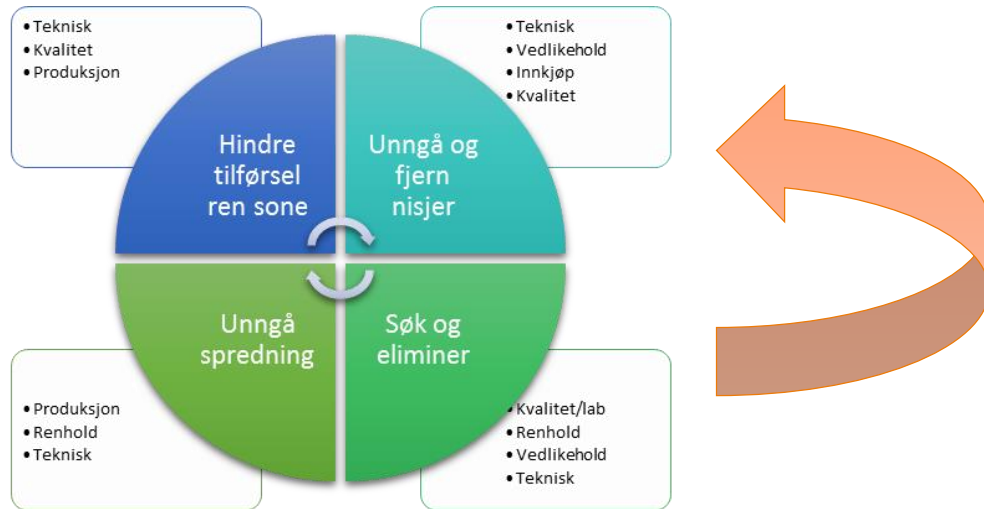 • Teknisk
• Kvalitet
• Produksjon
• Teknisk
• Vedlikehold
• Innkjøp
• Kvalitet
Hindre
tilførsel
ren sone
Unngå og
fjern
nisjer
Unngå
spredning
Søk og
eliminer
• Produksjon
• Renhold
• Teknisk
• Kvalitet/lab
• Renhold
• Vedlikehold
• Teknisk